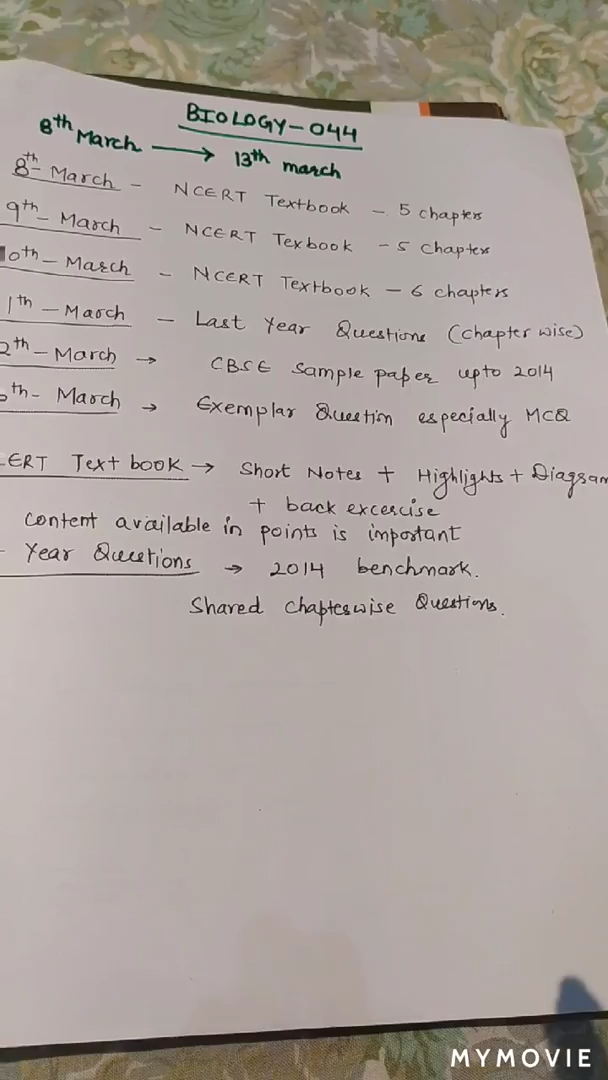 BIOLOGY-044
8th March → 13th march
8th March - NCERT Textbook - 5 chapters
9th - March - NCERT Texbook - 5 Chapters
0th - March - NCERT Textbook - 6 chapters
1th - March - Last Year Questions (chapter wise)
2th - March → CBSE Sample paper upto 2014
th - March → Exemplar Question especially MCQ
ERT Text book → Short Notes + Highlights + Diagram
+ back excercise
Content available in points is important
Year Questions → 2014 benchmark.
Shared Chapterwise Questions.
MYMOVIE